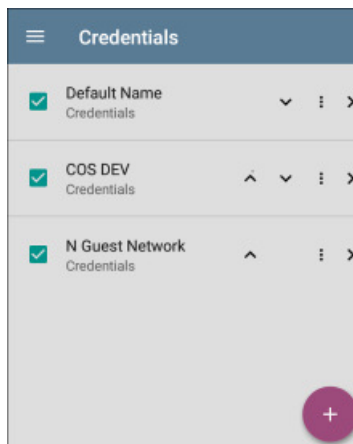 Credentials
Default Name
Credentials
COS DEV
Credentials
N Guest Network
Credentials
+